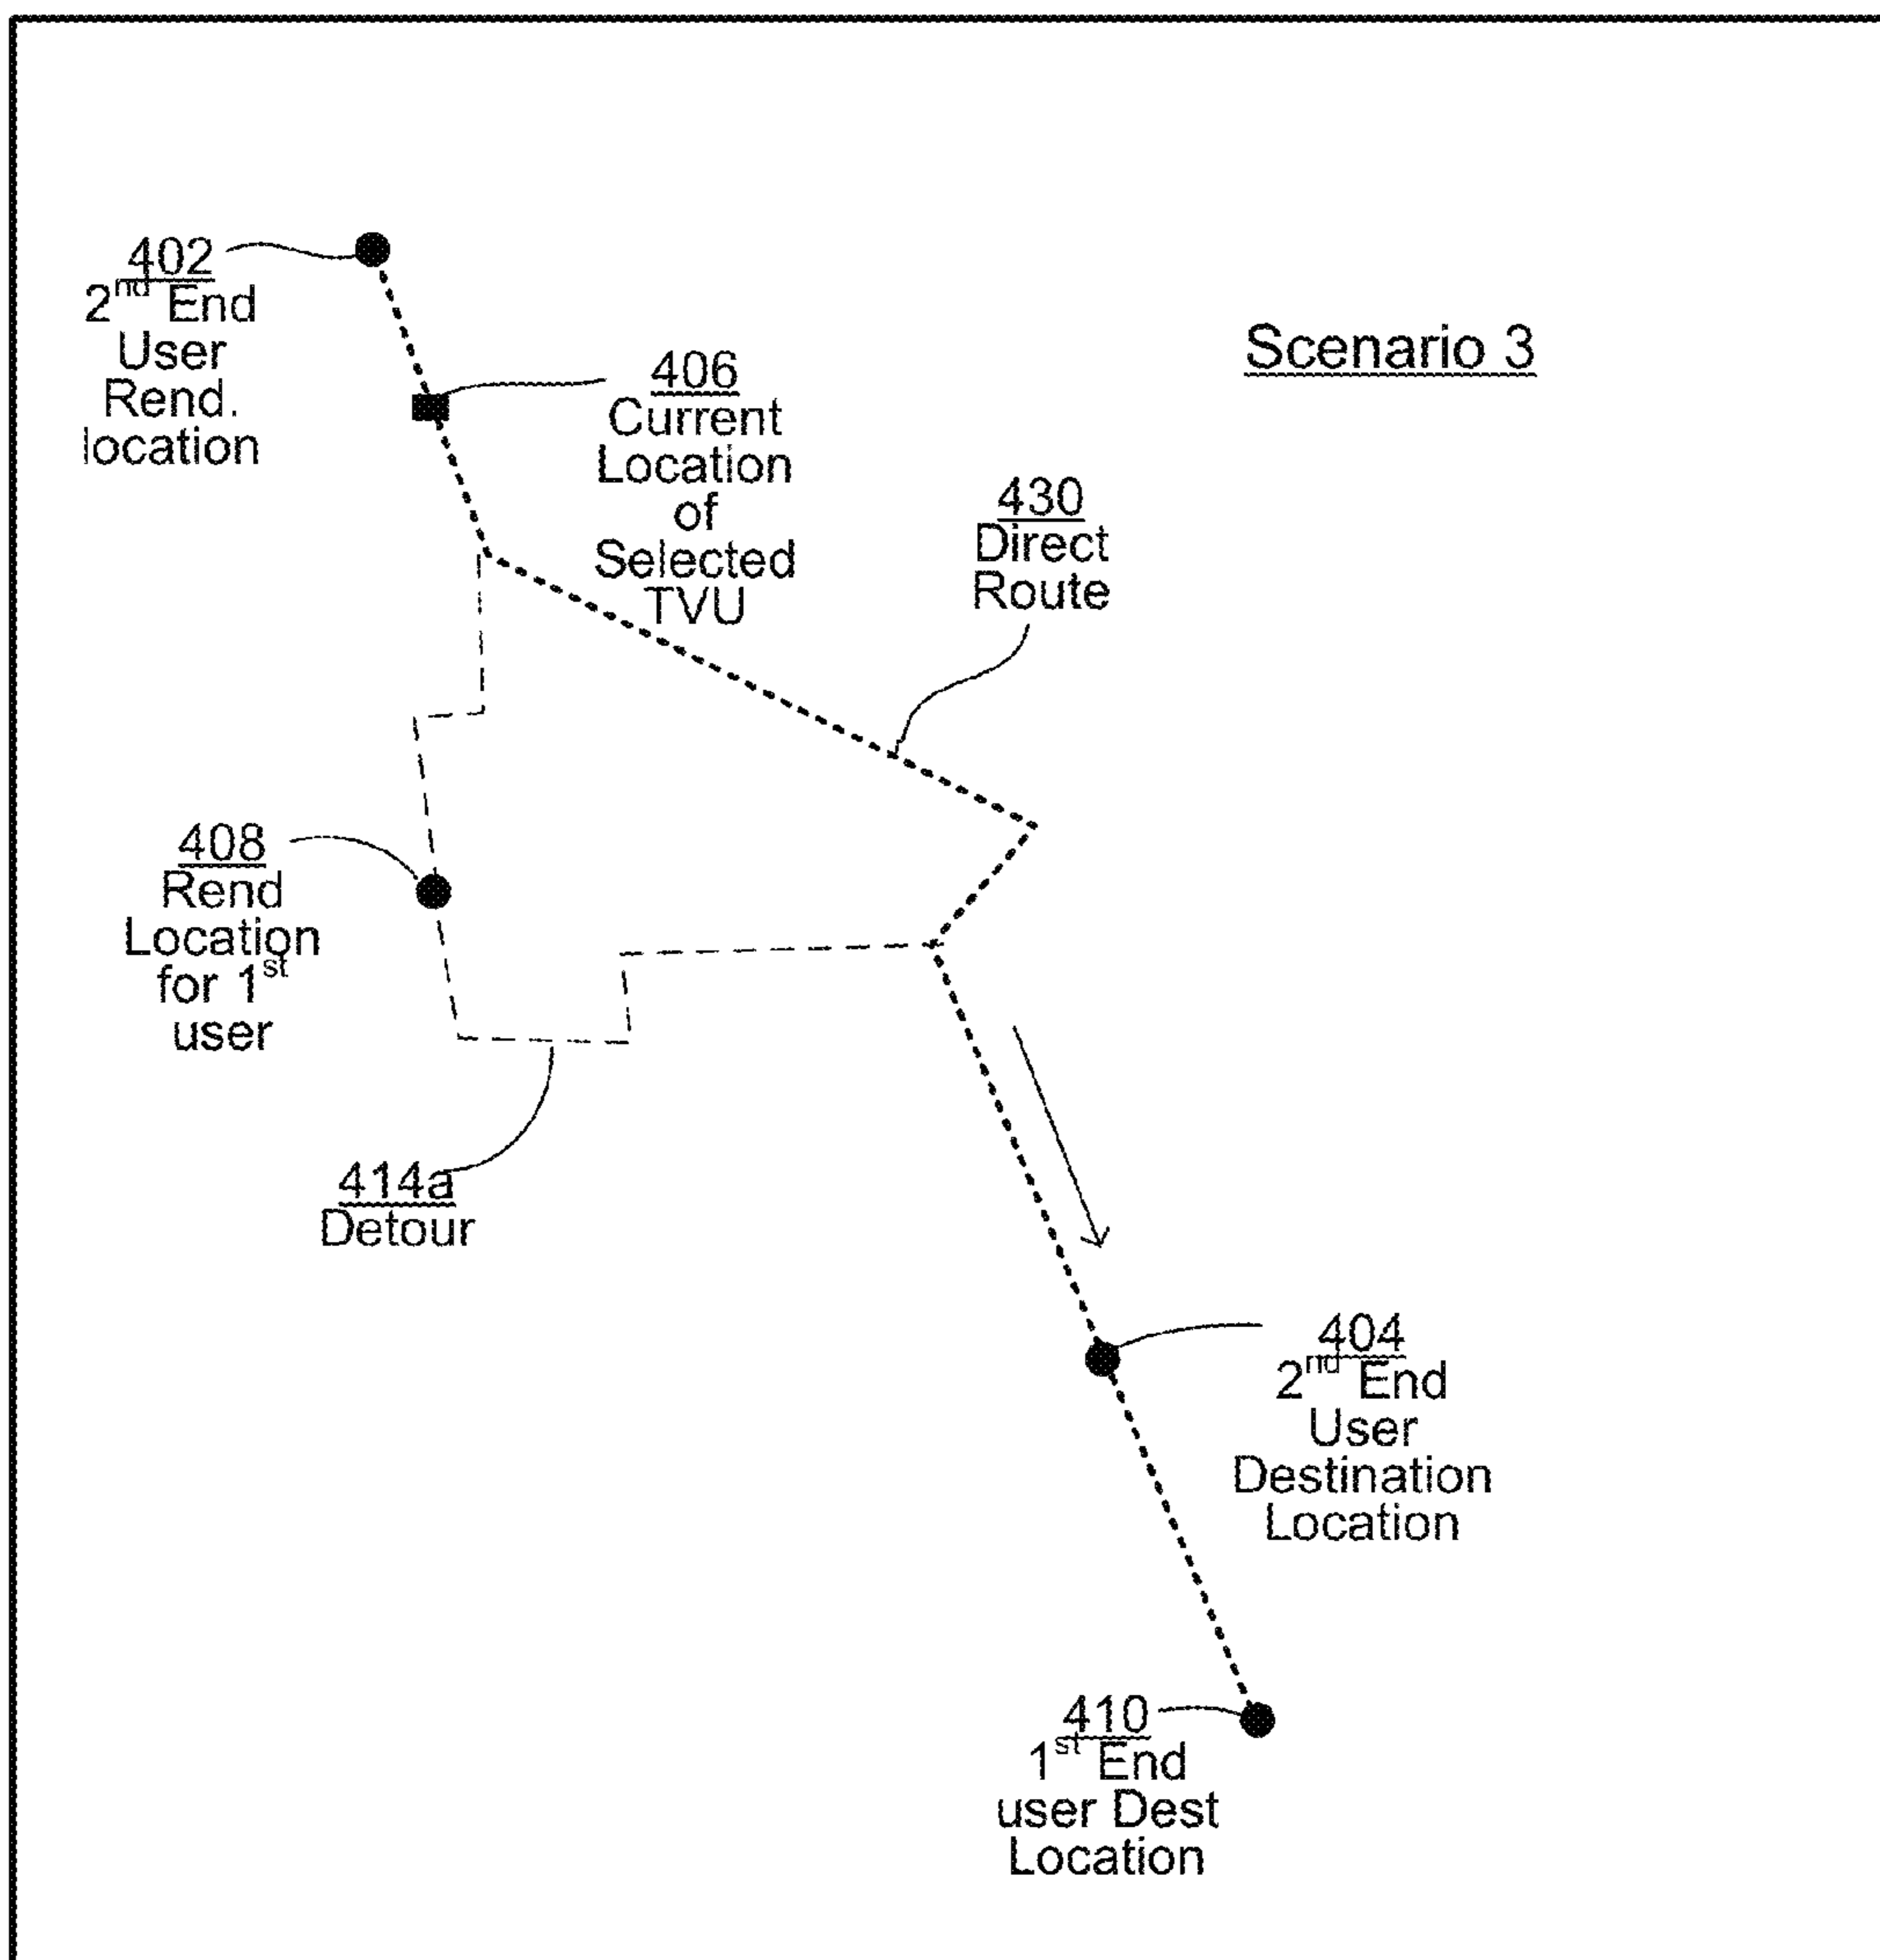 402
2nd End
User
Rend.
location
Scenario 3
406
Current
Location
of
Selected
TVU
430
Direct
Route
408
Rend
Location
for 1st
user
414a
Detour
404
2nd End
User
Destination
Location
410
1st End
user Dest
Location